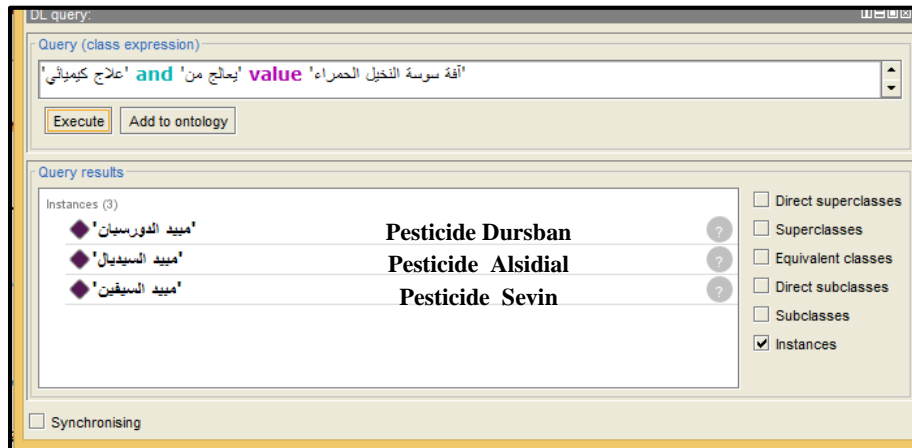 DL query:
Query (class expression)
'علاج كيميائي' and 'يعالج من' value 'آفة سوسة النخيل الحمراء'
Execute
Add to ontology
Query results
Instances (3)
'مبيد الدورسبان' Pesticide Dursban ?
'مبيد السيديال' Pesticide Alsidial ?
'مبيد السيفين' Pesticide Sevin ?
Direct superclasses
Superclasses
Equivalent classes
Direct subclasses
Subclasses
Instances
Synchronising